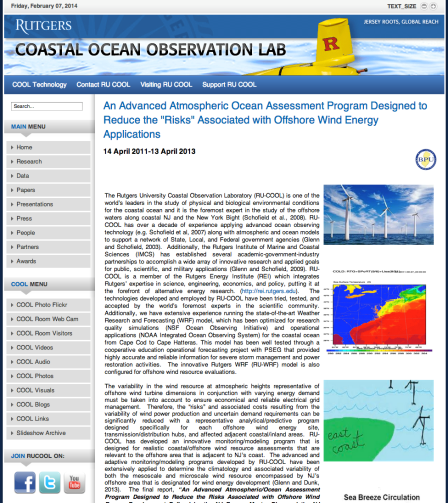 Friday, February 07, 2014
TEXT_SIZE
RUTGERS
JERSEY ROOTS, GLOBAL REACH
COASTAL OCEAN OBSERVATION LAB
R
COOL Technology Contact RU COOL Visiting RU COOL Support RU COOL
Search...
MAIN MENU
Home
Research
Data
Papers
Presentations
Press
People
Partners
Awards
COOL MENU
COOL Photo Flickr
COOL Room Web Cam
COOL Room Visitors
COOL Videos
COOL Audio
COOL Photos
COOL Visuals
COOL Blogs
COOL Links
Slideshow Archive
JOIN RUCOOL ON:
f
You
Tube
An Advanced Atmospheric Ocean Assessment Program Designed to
Reduce the "Risks" Associated with Offshore Wind Energy
Applications
14 April 2011-13 April 2013
BPU
The Rutgers University Coastal Observation Laboratory (RU-COOL) is one of the
world's leaders in the study of physical and biological environmental conditions
for the coastal ocean and it is the foremost expert in the study of the offshore
waters along coastal NJ and the New York Bight (Schofield et al., 2008). RU-
COOL has over a decade of experience applying advanced ocean observing
technology (e.g. Schofield et al, 2007) along with atmospheric and ocean models
to support a network of State, Local, and Federal government agencies (Glenn
and Schofield, 2003). Additionally, the Rutgers Institute of Marine and Coastal
Sciences (IMCS) has established several-government-industry
partnerships to accomplish a wide array of innovative research and applied goals
for public, scientific, and military applications (Glenn and Schofield, 2009). RU-
COOL is a member of the Rutgers Energy Institute (REI) which integrates
Rutgers' expertise in science, engineering, economics, and policy, putting it at
the forefront of alternative energy research. (http://rei.rutgers.edu). The
technologies developed and employed by RU-COOL have been tried, tested, and
accepted by the world's foremost experts in the scientific community.
Additionally, we have extensive experience running the state-of-the-art Weather
Research and Forecasting (WRF) model, which has been optimized for research
quality simulations (NSF Ocean Observing Initiative) and operational
applications (NOAA Integrated Ocean Observing System) for the coastal ocean
from Cape Cod to Cape Hatteras. This model has been well tested through a
cooperative education operational forecasting project with PSEG that provided
highly accurate and reliable information for severe storm management and power
restoration activities. The innovative Rutgers WRF (RU-WRF) model is also
configured for offshore wind resource evaluations.
The variability in the wind resource at atmospheric heights representative of
offshore wind turbine dimensions in conjunction with varying energy demand
must be taken into account to ensure economical and reliable electrical grid
management. Therefore, the "risks" and associated costs resulting from the
variability of wind power production and uncertain demand requirements can be
significantly reduced with a representative analytical/predictive program
designed specifically for each offshore wind energy site,
transmission/distribution hubs, and affected adjacent coastal/inland areas. RU-
COOL has developed an innovative monitoring/modeling program that is
designed for realistic coastal/offshore wind resource assessments that are
relevant to the offshore area that is adjacent to NJ's coast. The advanced and
adaptive monitoring/modeling programs developed by RU-COOL have been
extensively applied to determine the climatology and associated variability of
both the mesoscale and microscale wind resource encompassed by NJ's
offshore area that is designated for wind energy development (Glenn and Dunk,
2013). The final report, "An Advanced Atmospheric/Ocean Assessment
Program Designed to Reduce the Risks Associated with Offshore Wind
east
coast
Sea Breeze Circulation